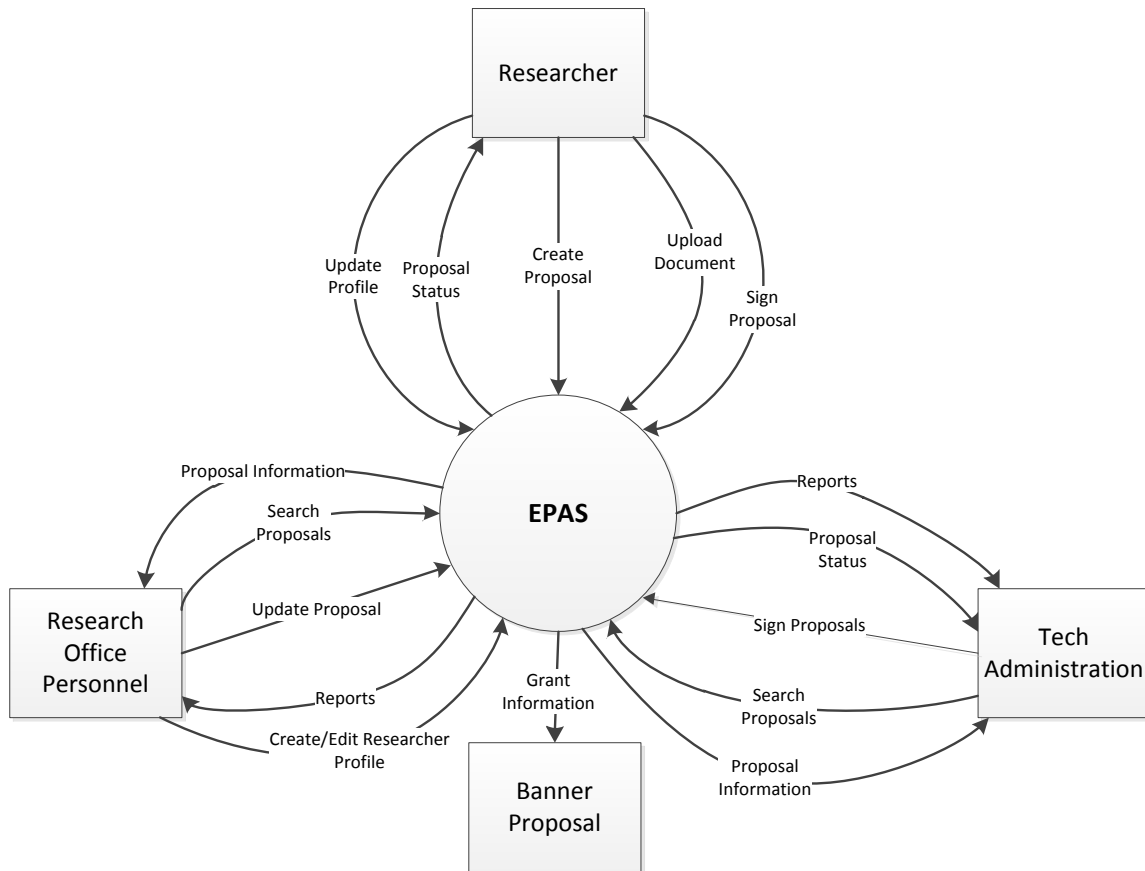 Researcher
Update
Profile
Proposal
Status
Create
Proposal
Upload
Document
Sign
Proposal
Proposal Information
Search
Proposals
Update Proposal
Reports
Create/Edit Researcher
Profile
Research
Office
Personnel
EPAS
Grant
Information
Banner
Proposal
Reports
Proposal
Status
Sign Proposals
Search
Proposals
Proposal
Information
Tech
Administration